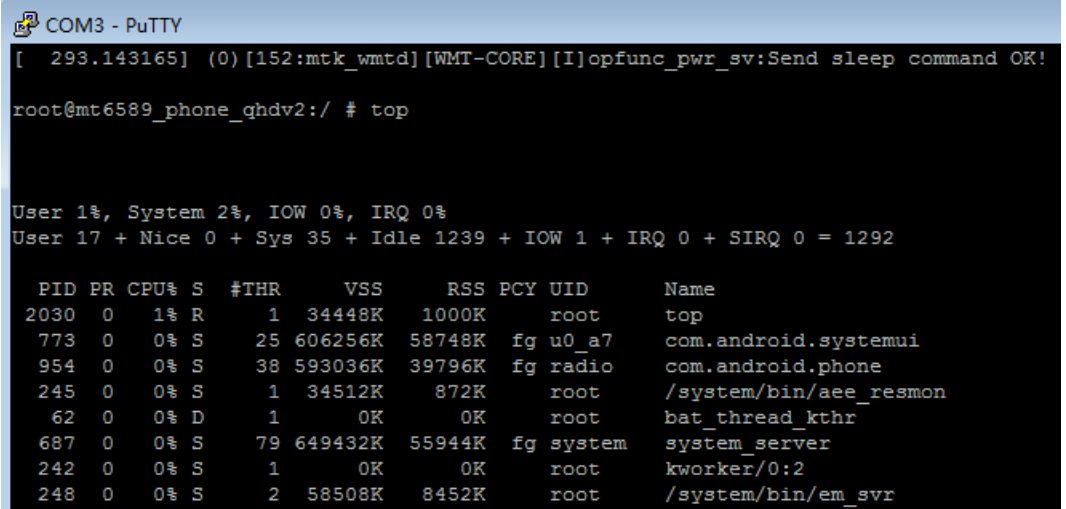 COM3 - PuTTY
[  293.143165] (0)[152:mtk_wmtd][WMT-CORE][I]opfunc_pwr_sv:Send sleep command OK!
root@mt6589_phone_qhdv2:/ # top
User 1%, System 2%, IOW 0%, IRQ 0%
User 17 + Nice 0 + Sys 35 + Idle 1239 + IOW 1 + IRQ 0 + SIRQ 0 = 1292
  PID PR CPU% S  #THR     VSS     RSS PCY UID      Name
 2030  0   1% R     1  34448K   1000K     root     top
  773  0   0% S    25 606256K  58748K  fg u0_a7    com.android.systemui
  954  0   0% S    38 593036K  39796K  fg radio    com.android.phone
  245  0   0% S     1  34512K    872K     root     /system/bin/aee_resmon
   62  0   0% D     1      0K      0K     root     bat_thread_kthr
  687  0   0% S    79 649432K  55944K  fg system   system_server
  242  0   0% S     1      0K      0K     root     kworker/0:2
  248  0   0% S     2  58508K   8452K     root     /system/bin/em_svr